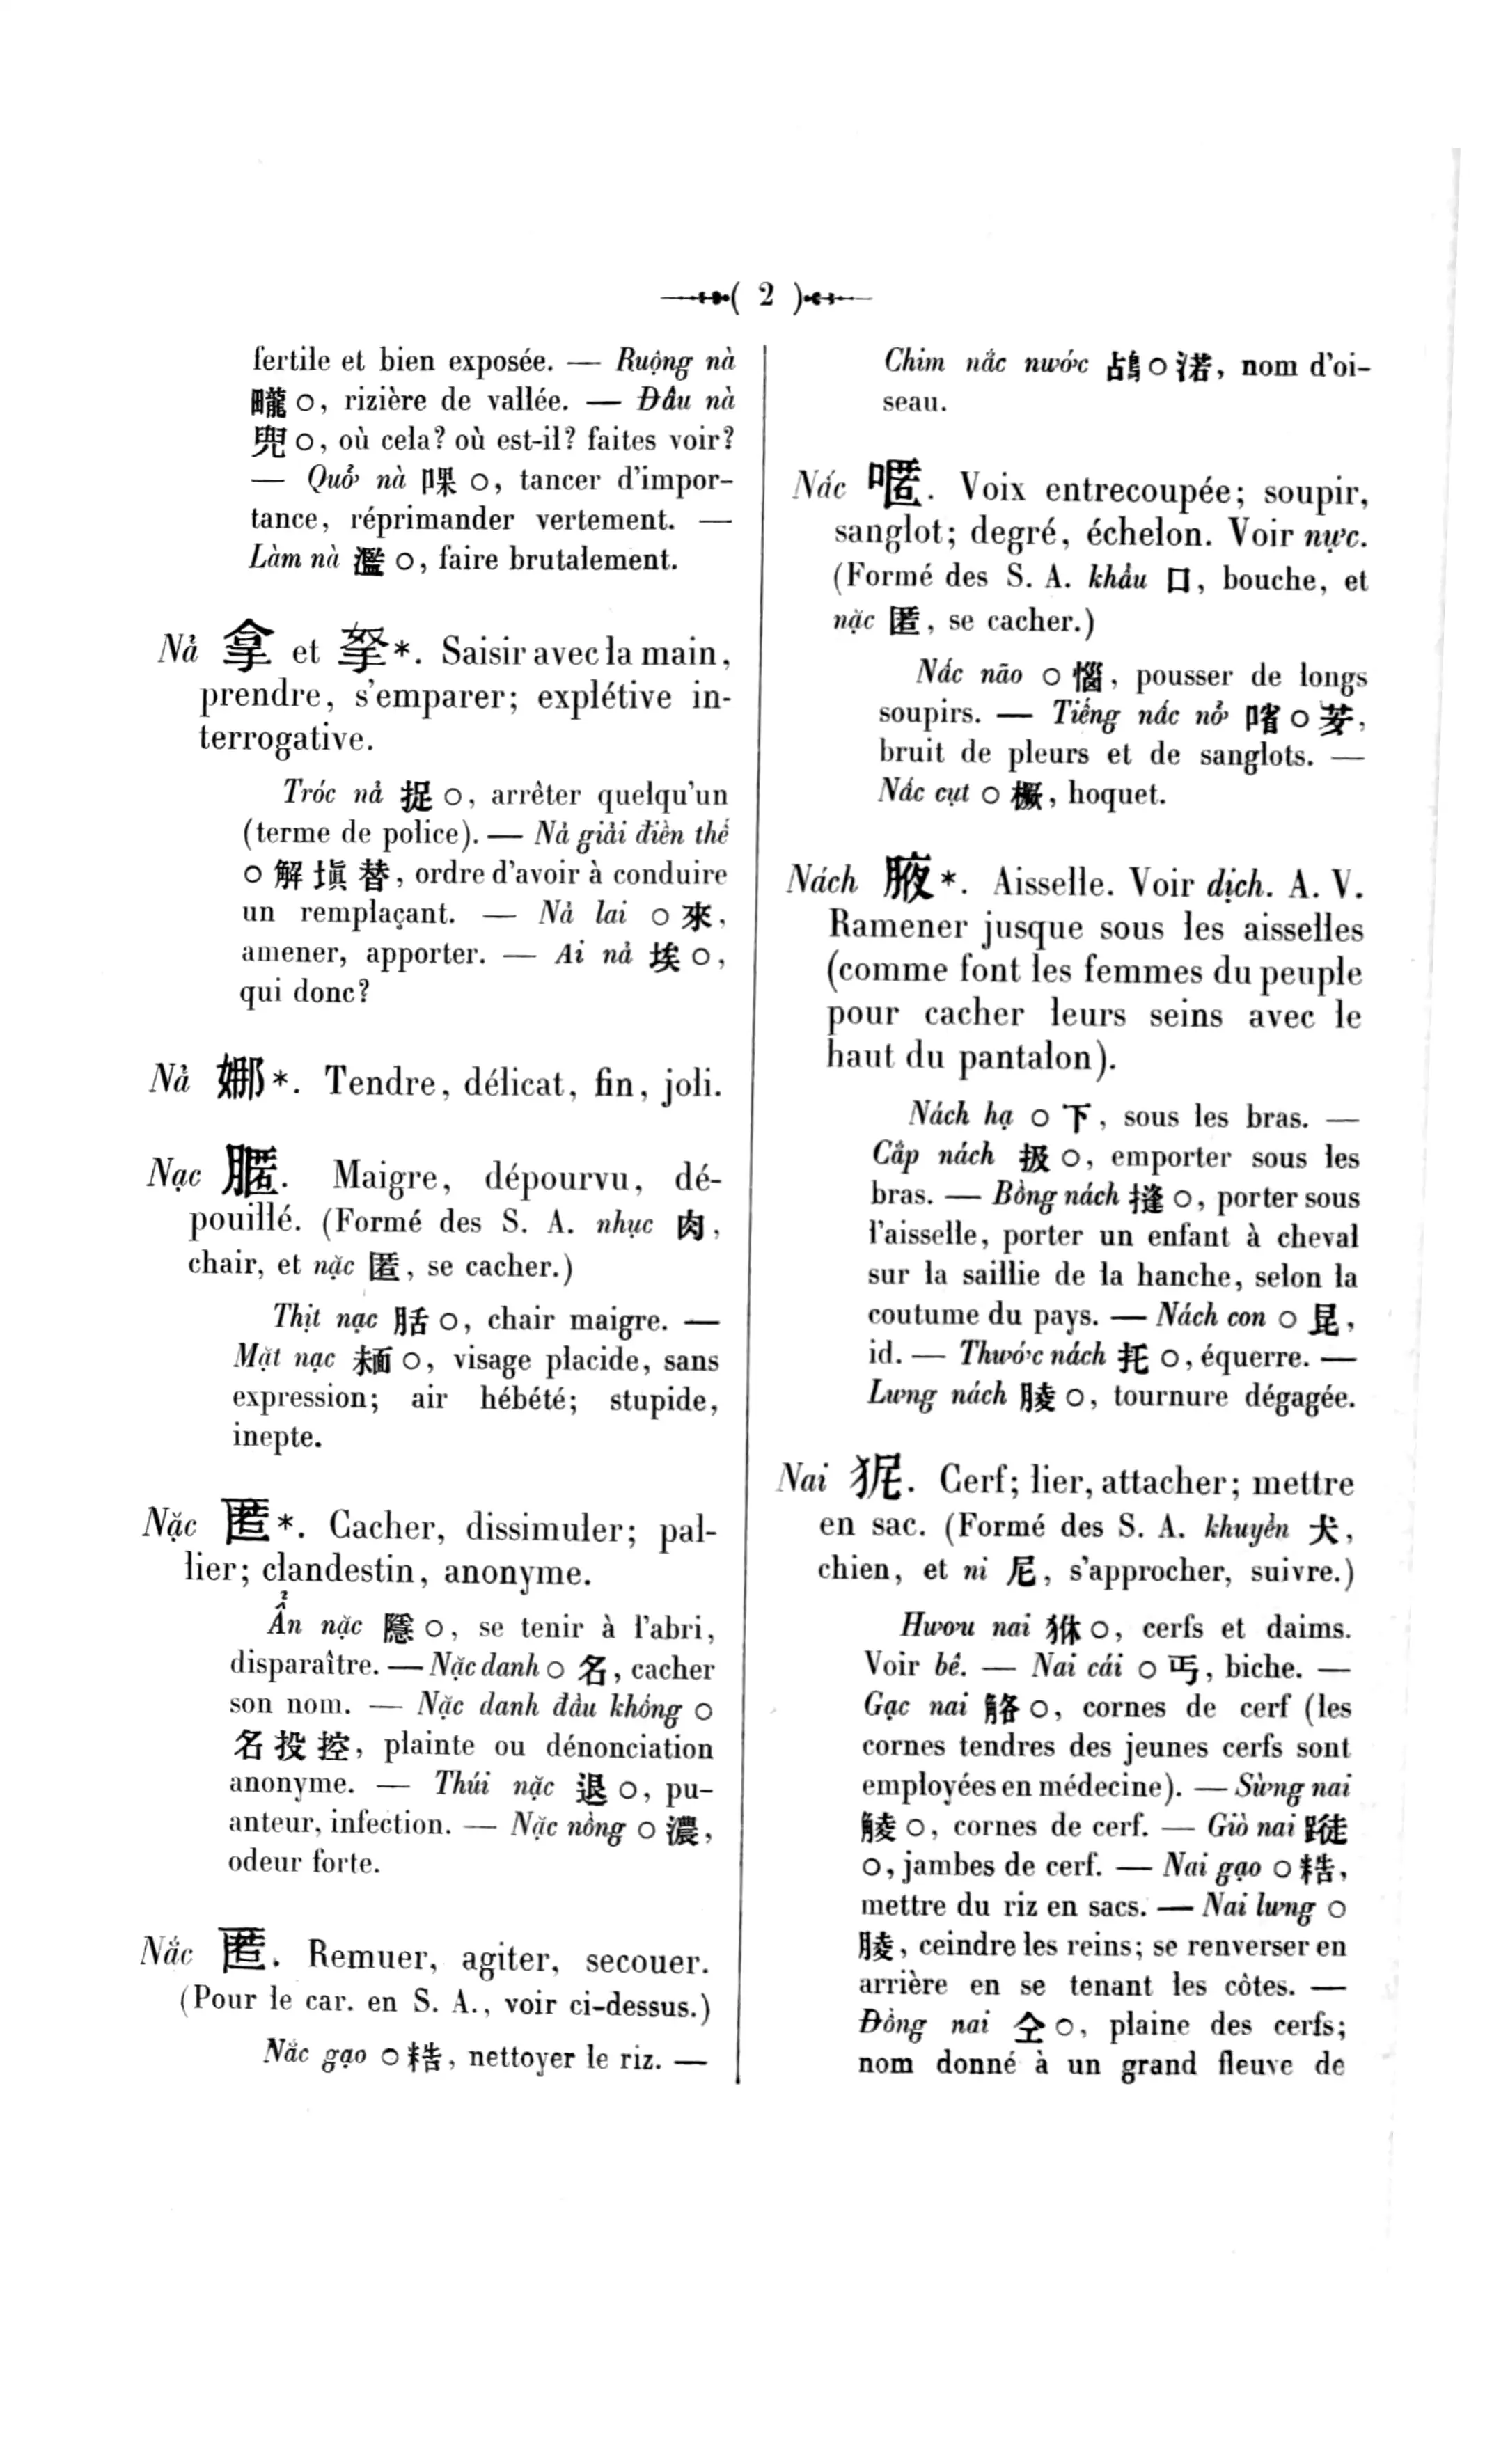 ( 2 )
fertile et bien exposée. — Ruộng nà
𤳱 ○, rizière de vallée. — Đâu nà
兜 ○, où cela? où est-il? faites voir?
— Quở nà 㗕 ○, tancer d'impor-
tance, réprimander vertement. —
Làm nà 濫 ○, faire brutalement.
Nả 拿 et 拏*. Saisir avec la main,
prendre, s'emparer; explétive in-
terrogative.
Tróc nả 捉 ○, arrêter quelqu'un
(terme de police). — Nả giải điền thế
○ 解塡替, ordre d'avoir à conduire
un remplaçant. — Nả lai ○ 來,
amener, apporter. — Ai nả 埃 ○,
qui donc?
Nả 娜*. Tendre, délicat, fin, joli.
Nạc 𦟿. Maigre, dépourvu, dé-
pouillé. (Formé des S. A. nhục 肉,
chair, et nặc 匿, se cacher.)
Thịt nạc 𦧘 ○, chair maigre. —
Mặt nạc 𩈘 ○, visage placide, sans
expression; air hébété; stupide,
inepte.
Nặc 匿*. Cacher, dissimuler; pal-
lier; clandestin, anonyme.
Ẩn nặc 隱 ○, se tenir à l'abri,
disparaître. — Nặc danh ○ 名, cacher
son nom. — Nặc danh đâu khống ○
名投控, plainte ou dénonciation
anonyme. — Thúi nặc 退 ○, pu-
anteur, infection. — Nặc nồng ○ 濃,
odeur forte.
Nắc 匿. Remuer, agiter, secouer.
(Pour le car. en S. A., voir ci-dessus.)
Nắc gạo ○ 𥽌, nettoyer le riz. —
Chim nắc nước 鴣 ○ 渃, nom d'oi-
seau.
Nấc 㘃. Voix entrecoupée; soupir,
sanglot; degré, échelon. Voir nực.
(Formé des S. A. khẩu 口, bouche, et
nặc 匿, se cacher.)
Nấc não ○ 惱, pousser de longs
soupirs. — Tiếng nấc nở 㗂 ○ 芽,
bruit de pleurs et de sanglots. —
Nấc cụt ○ 橛, hoquet.
Nách 腋*. Aisselle. Voir dịch. A. V.
Ramener jusque sous les aisselles
(comme font les femmes du peuple
pour cacher leurs seins avec le
haut du pantalon).
Nách hạ ○ 下, sous les bras. —
Cắp nách 扱 ○, emporter sous les
bras. — Bồng nách 摓 ○, porter sous
l'aisselle, porter un enfant à cheval
sur la saillie de la hanche, selon la
coutume du pays. — Nách con ○ 昆,
id. — Thước nách 托 ○, équerre. —
Lưng nách 𦝄 ○, tournure dégagée.
Nai 狔. Cerf; lier, attacher; mettre
en sac. (Formé des S. A. khuyển 犬,
chien, et ni 尼, s'approcher, suivre.)
Hươu nai 㹯 ○, cerfs et daims.
Voir bê. — Nai cái ○ 丐, biche. —
Gạc nai 觡 ○, cornes de cerf (les
cornes tendres des jeunes cerfs sont
employées en médecine). — Sừng nai
𧤁 ○, cornes de cerf. — Giò nai 𨃝
○, jambes de cerf. — Nai gạo ○ 𥽌,
mettre du riz en sacs. — Nai lưng ○
𦝄, ceindre les reins; se renverser en
arrière en se tenant les côtes. —
Đồng nai 仝 ○, plaine des cerfs;
nom donné à un grand fleuve de